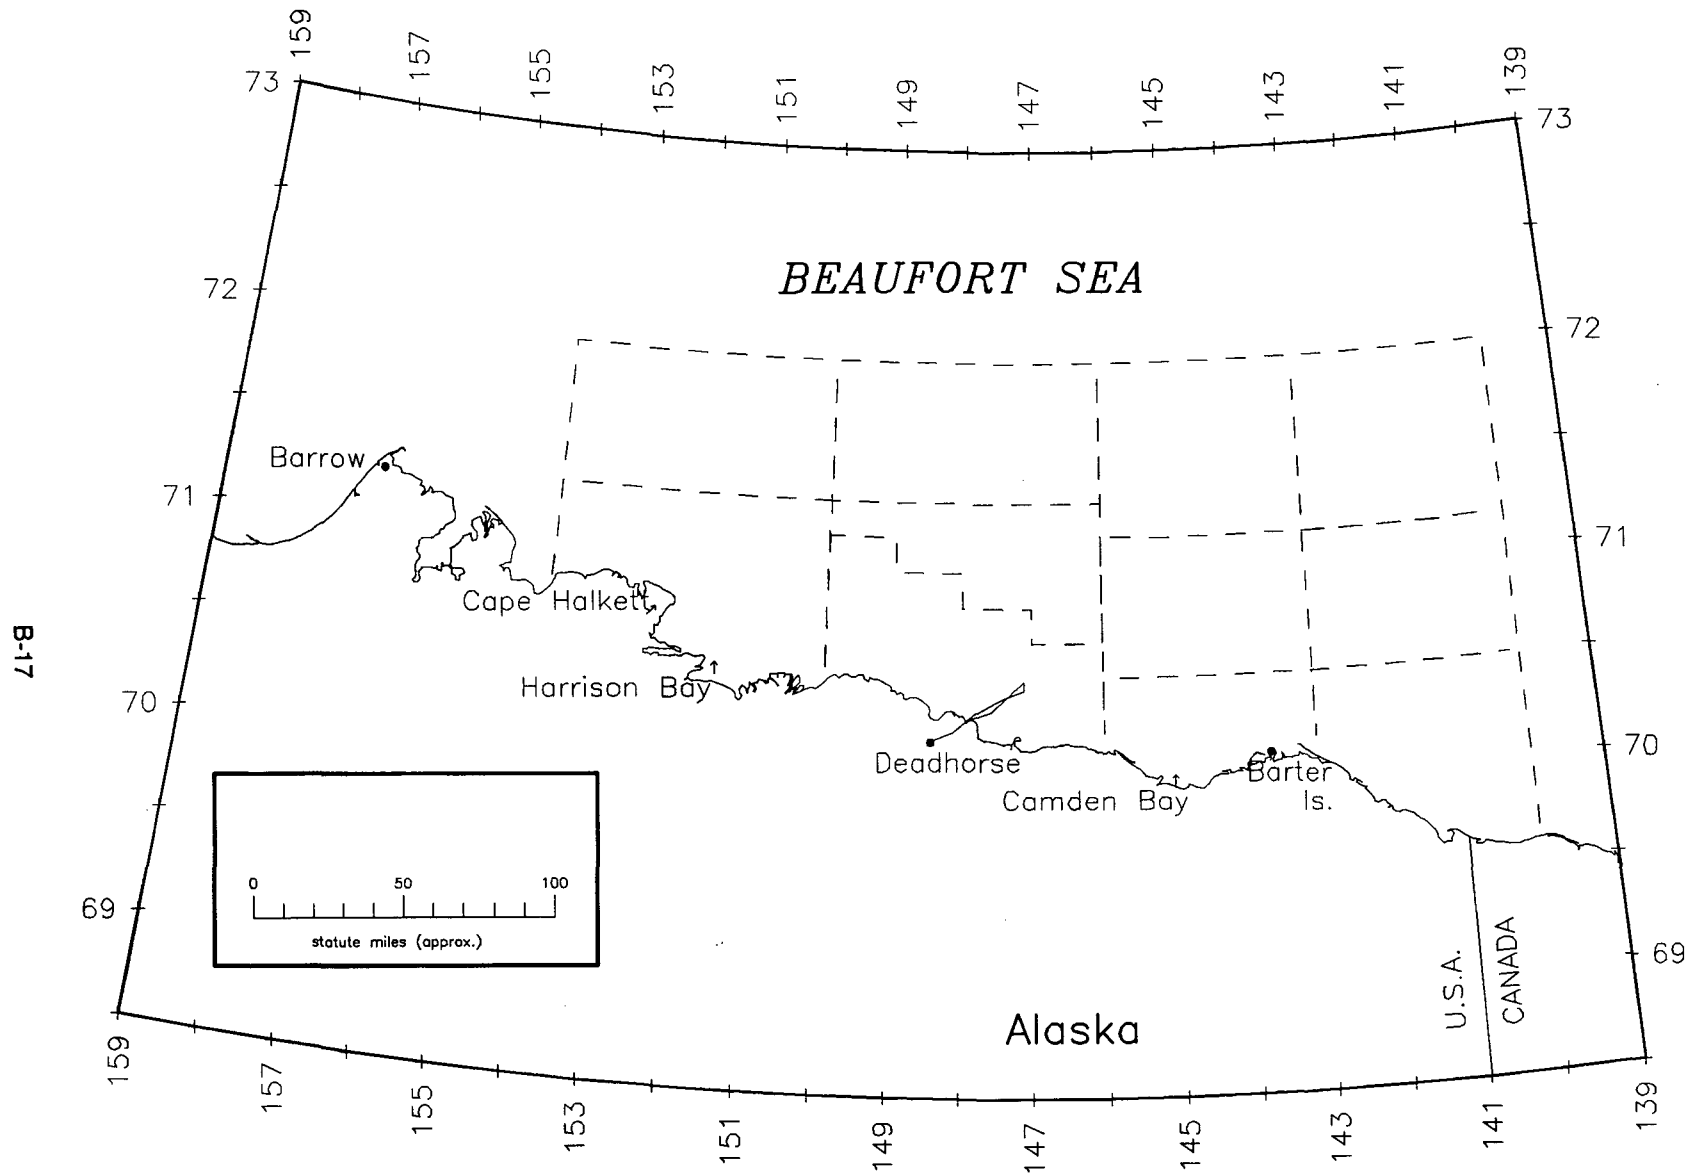 159
157
155
153
151
149
147
145
143
141
139
73
73
BEAUFORT SEA
72
72
Barrow
71
71
Cape Halkett
B-17
Harrison Bay
70
70
Deadhorse
Barter
Is.
Camden Bay
0 50 100
statute miles (approx.)
69
69
U.S.A.
CANADA
Alaska
159
157
155
153
151
149
147
145
143
141
139